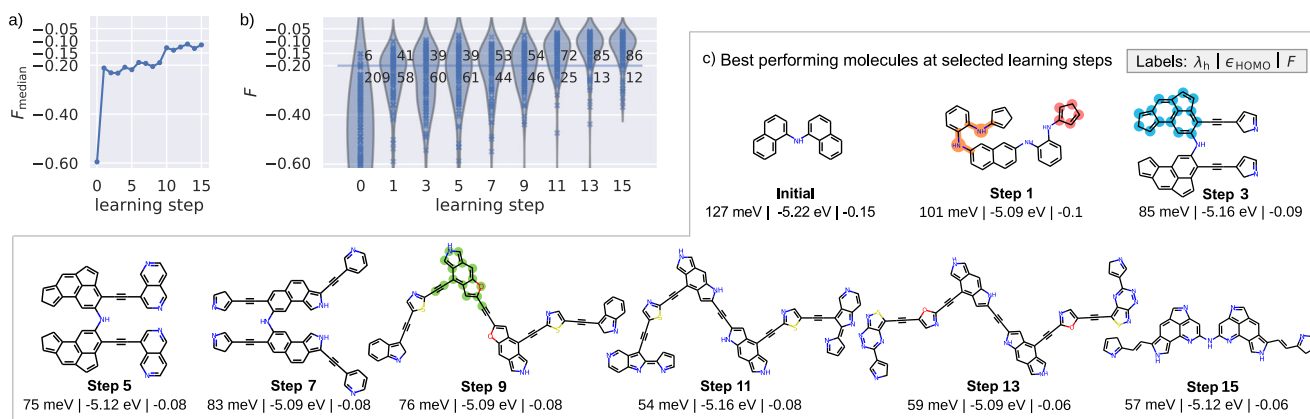 a)
F_median
−0.05
−0.10
−0.15
−0.20
−0.40
−0.60
0 5 10 15
learning step
b)
F
−0.05
−0.10
−0.15
−0.20
−0.40
−0.60
6 41 39 39 53 54 72 85 86
209 58 60 61 44 46 25 13 12
0 1 3 5 7 9 11 13 15
learning step
c) Best performing molecules at selected learning steps
Labels: λ_h | ϵ_HOMO | F
Initial
127 meV | -5.22 eV | -0.15
Step 1
101 meV | -5.09 eV | -0.1
Step 3
85 meV | -5.16 eV | -0.09
Step 5
75 meV | -5.12 eV | -0.08
Step 7
83 meV | -5.09 eV | -0.08
Step 9
76 meV | -5.09 eV | -0.08
Step 11
54 meV | -5.16 eV | -0.08
Step 13
59 meV | -5.09 eV | -0.06
Step 15
57 meV | -5.12 eV | -0.06